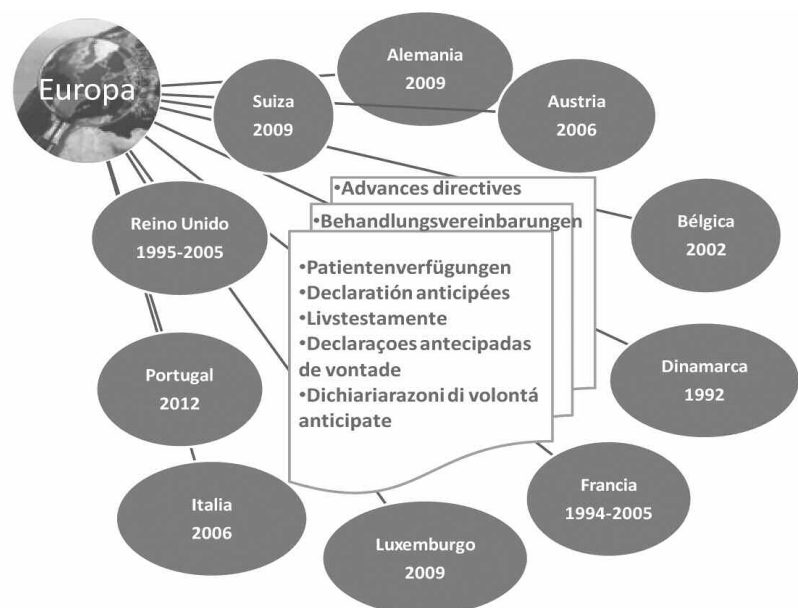 Europa
Alemania
2009
Suiza
2009
Austria
2006
•Advances directives
•Behandlungsvereinbarungen
Reino Unido
1995-2005
Bélgica
2002
•Patientenverfügungen
•Declaratión anticipées
•Livstestamente
•Declaraçoes antecipadas
de vontade
•Dichiariarazoni di volontá
anticipate
Portugal
2012
Dinamarca
1992
Italia
2006
Francia
1994-2005
Luxemburgo
2009